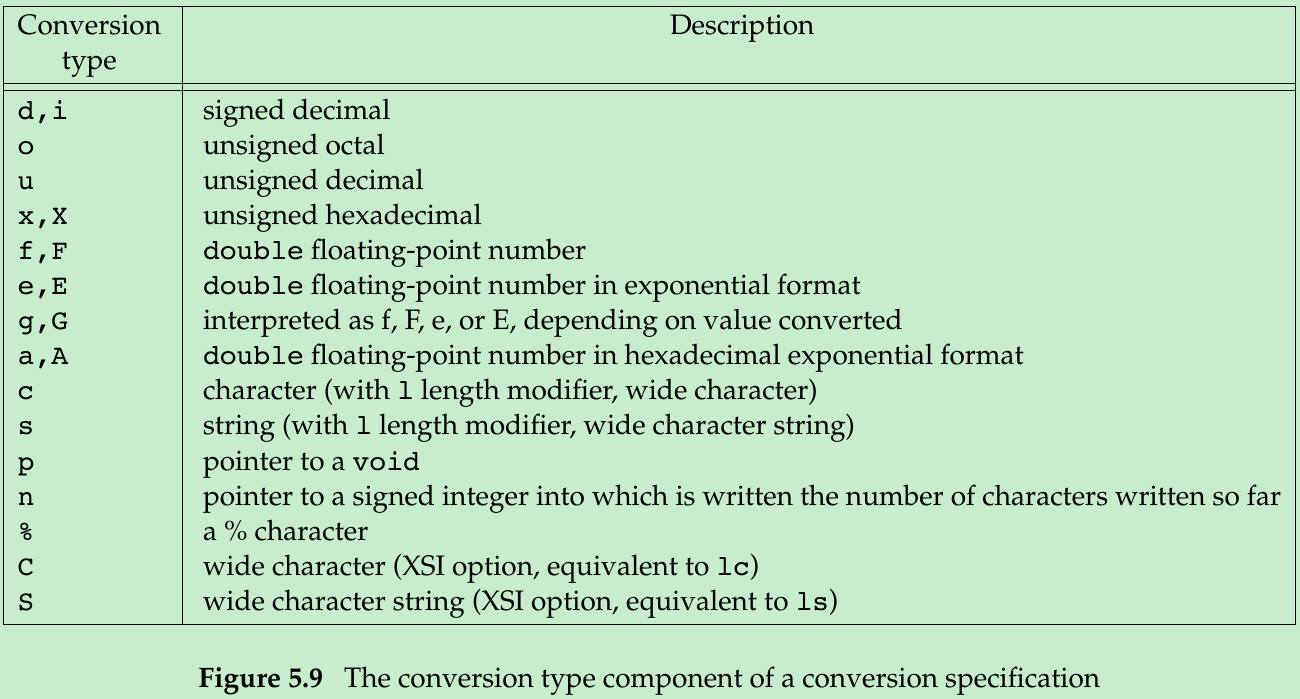 Conversion type Description
d,i signed decimal
o unsigned octal
u unsigned decimal
x,X unsigned hexadecimal
f,F double floating-point number
e,E double floating-point number in exponential format
g,G interpreted as f, F, e, or E, depending on value converted
a,A double floating-point number in hexadecimal exponential format
c character (with l length modifier, wide character)
s string (with l length modifier, wide character string)
p pointer to a void
n pointer to a signed integer into which is written the number of characters written so far
% a % character
C wide character (XSI option, equivalent to lc)
S wide character string (XSI option, equivalent to ls)
Figure 5.9 The conversion type component of a conversion specification